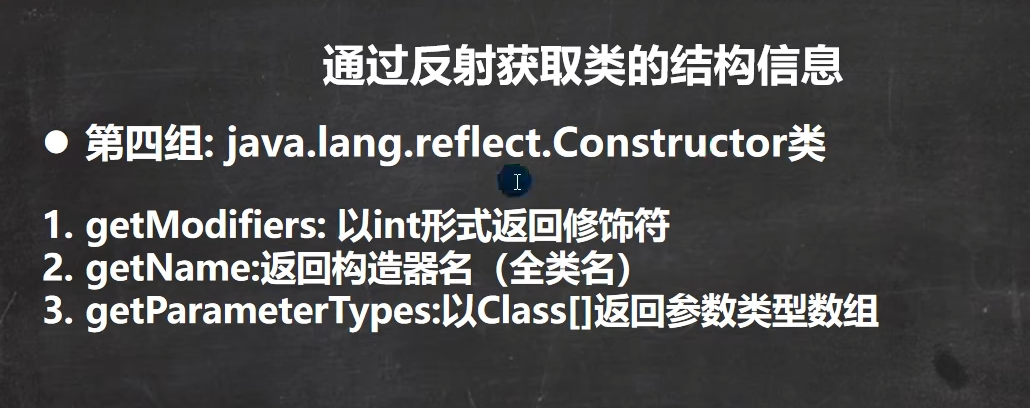 通过反射获取类的结构信息
● 第四组: java.lang.reflect.Constructor类
1. getModifiers: 以int形式返回修饰符
2. getName:返回构造器名（全类名）
3. getParameterTypes:以Class[]返回参数类型数组